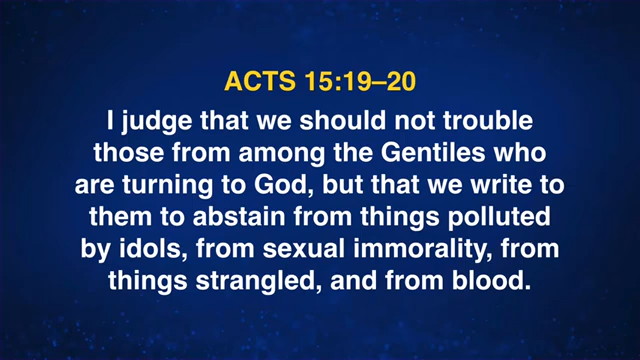 ACTS 15:19–20
I judge that we should not trouble
those from among the Gentiles who
are turning to God, but that we write to
them to abstain from things polluted
by idols, from sexual immorality, from
things strangled, and from blood.